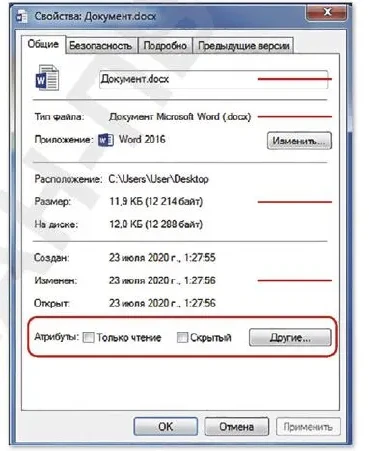 Свойства: Документ.docx
Общие Безопасность Подробно Предыдущие версии
Документ.docx
Тип файла: Документ Microsoft Word (.docx)
Приложение: Word 2016 Изменить...
Расположение: C:\Users\User\Desktop
Размер: 11,9 КБ (12 214 байт)
На диске: 12,0 КБ (12 288 байт)
Создан: 23 июля 2020 г., 1:27:55
Изменен: 23 июля 2020 г., 1:27:56
Открыт: 23 июля 2020 г., 1:27:56
Атрибуты: Только чтение Скрытый Другие...
OK Отмена Применить